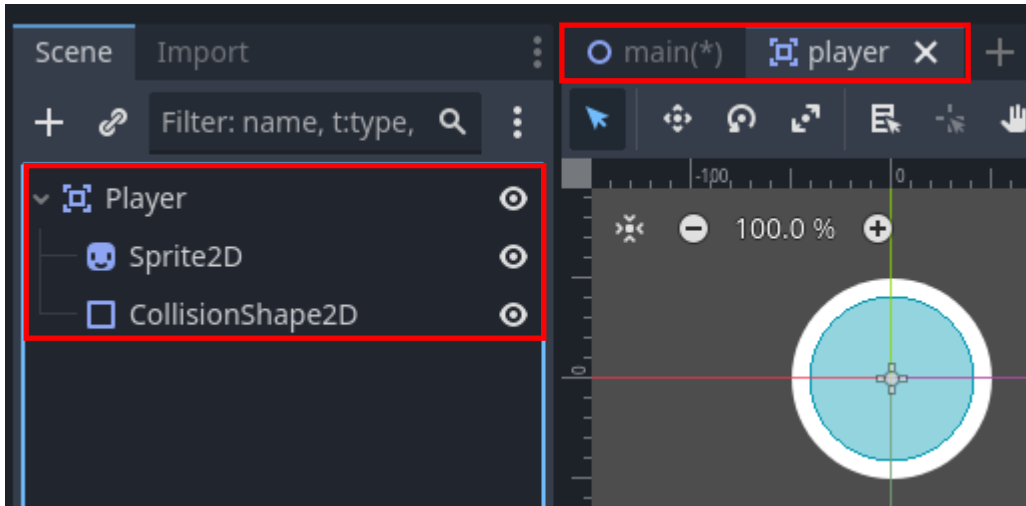 Scene Import
main(*) player
Filter: name, t:type,
-100 0
Player
100.0 %
Sprite2D
CollisionShape2D
0